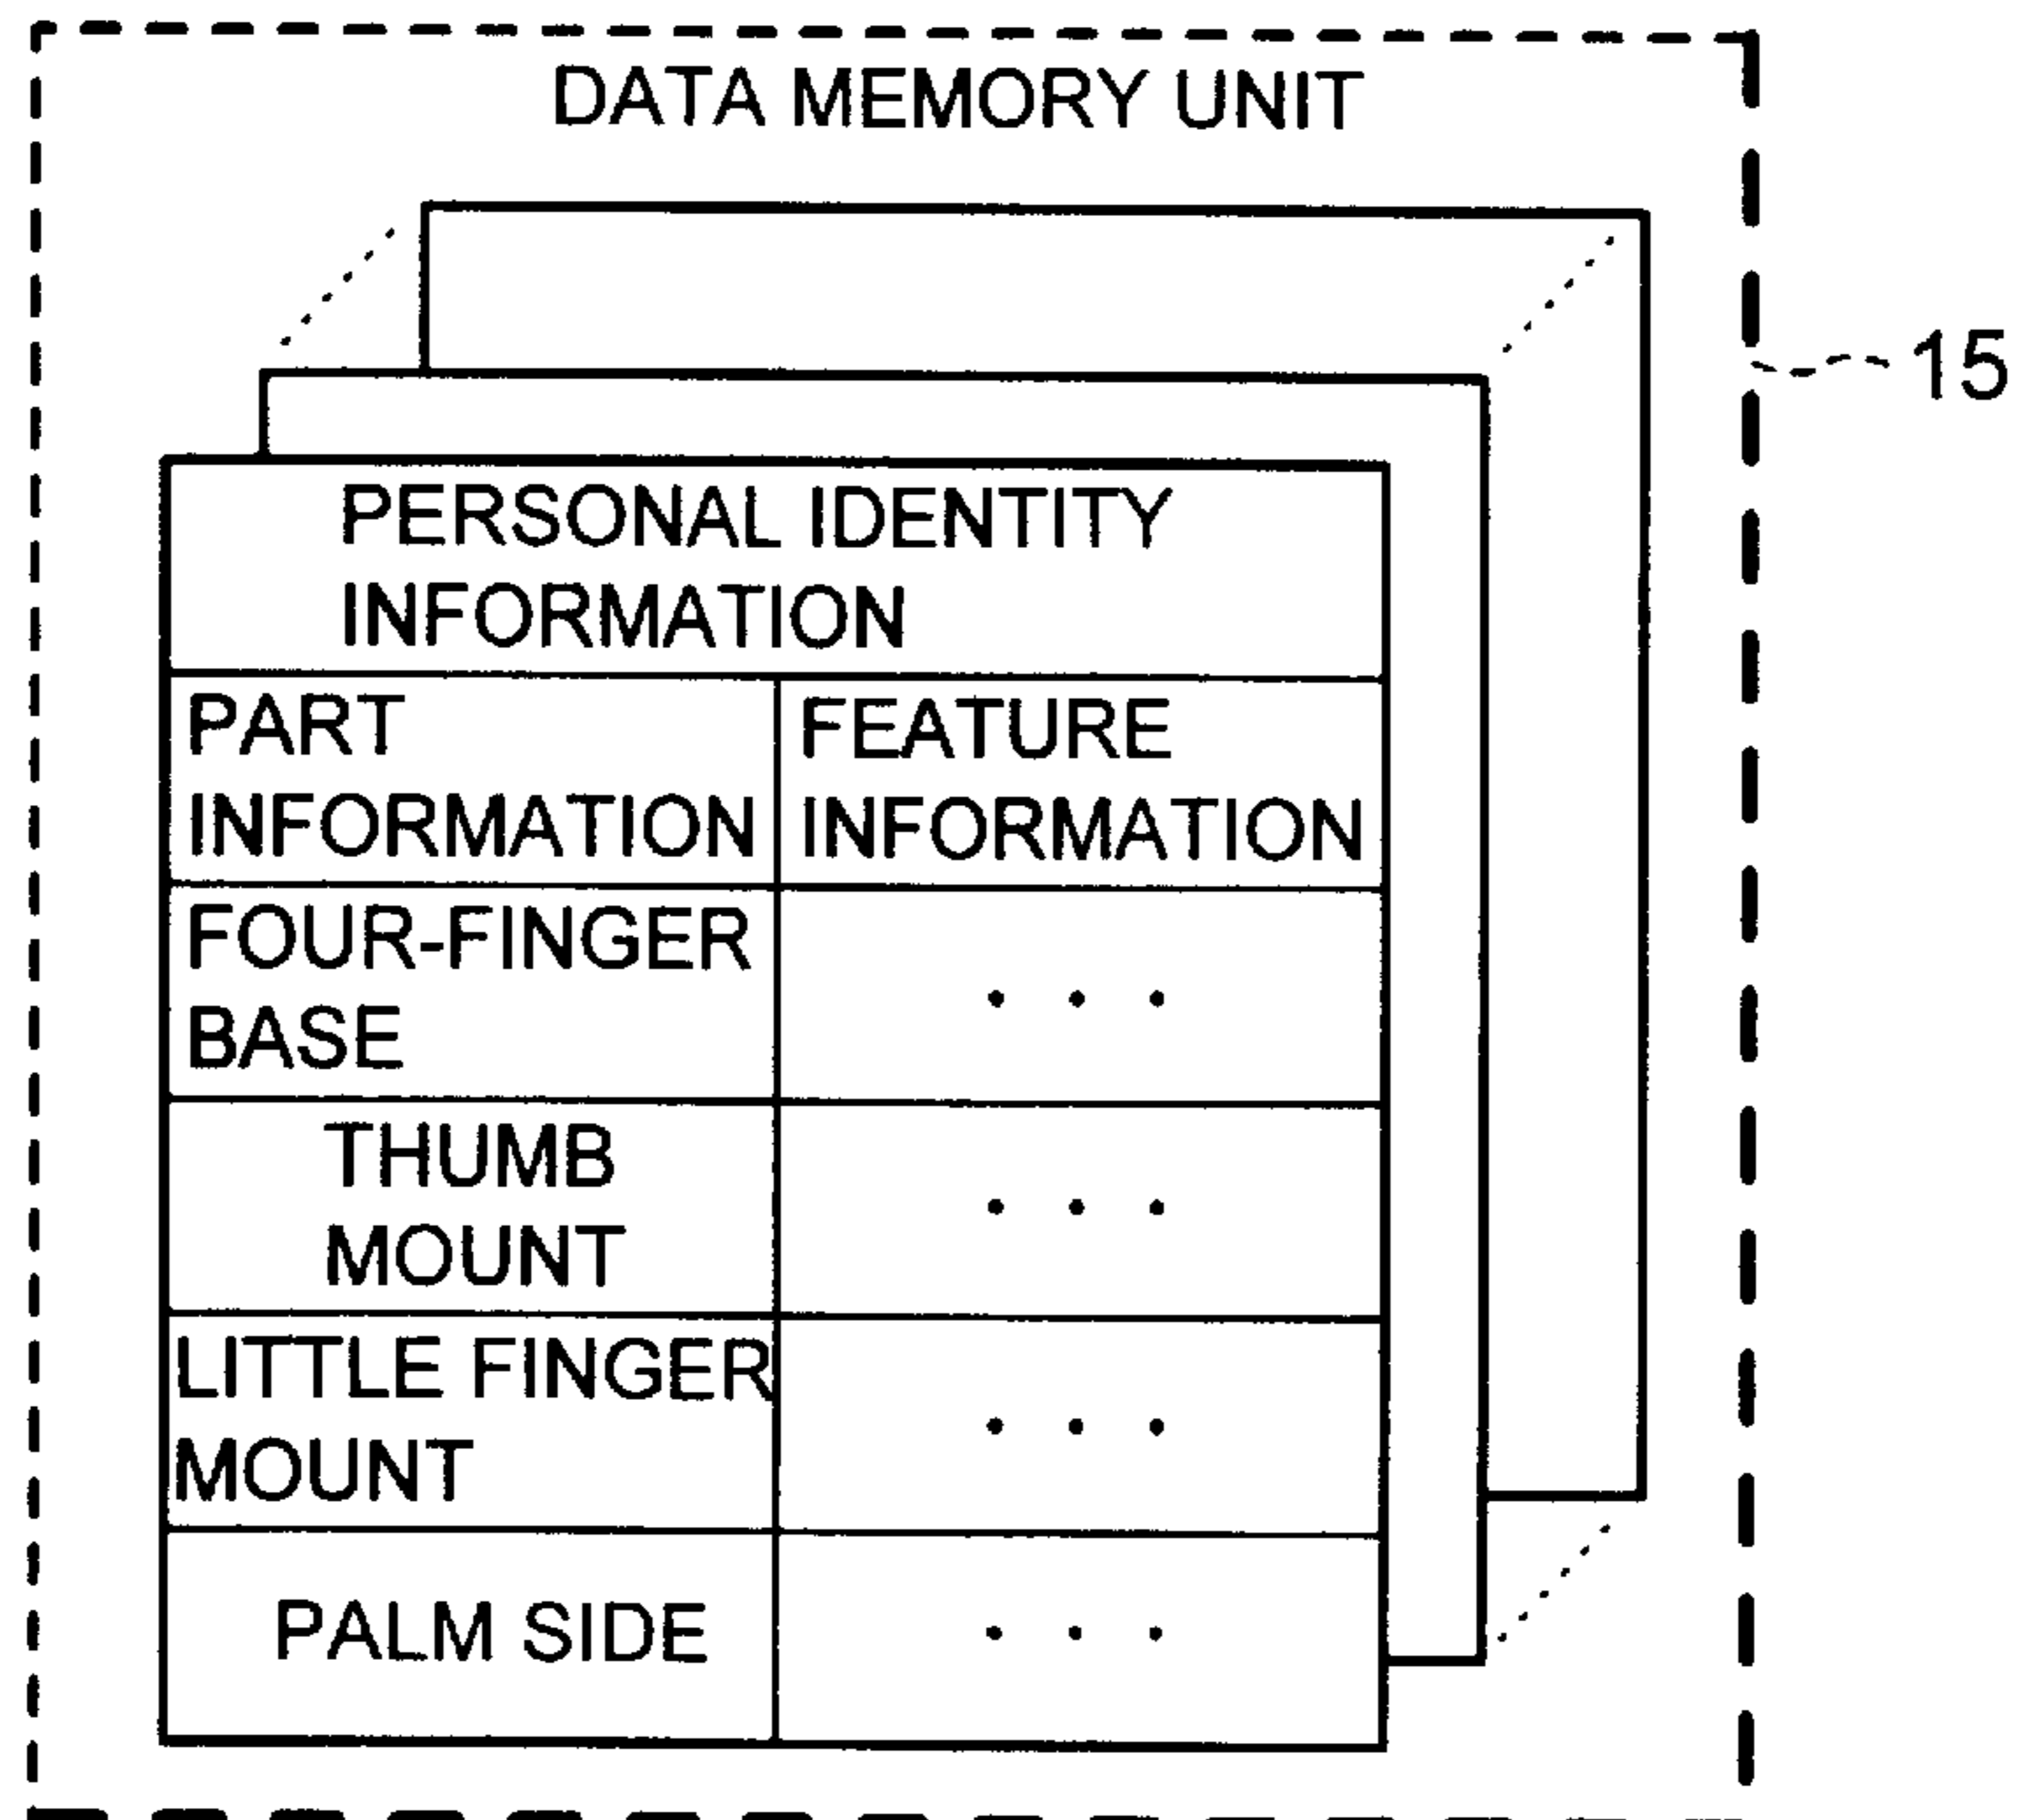 DATA MEMORY UNIT
15
PERSONAL IDENTITY
INFORMATION
PART
INFORMATION
FEATURE
INFORMATION
FOUR-FINGER
BASE
. . .
THUMB
MOUNT
. . .
LITTLE FINGER
MOUNT
. . .
PALM SIDE
. . .